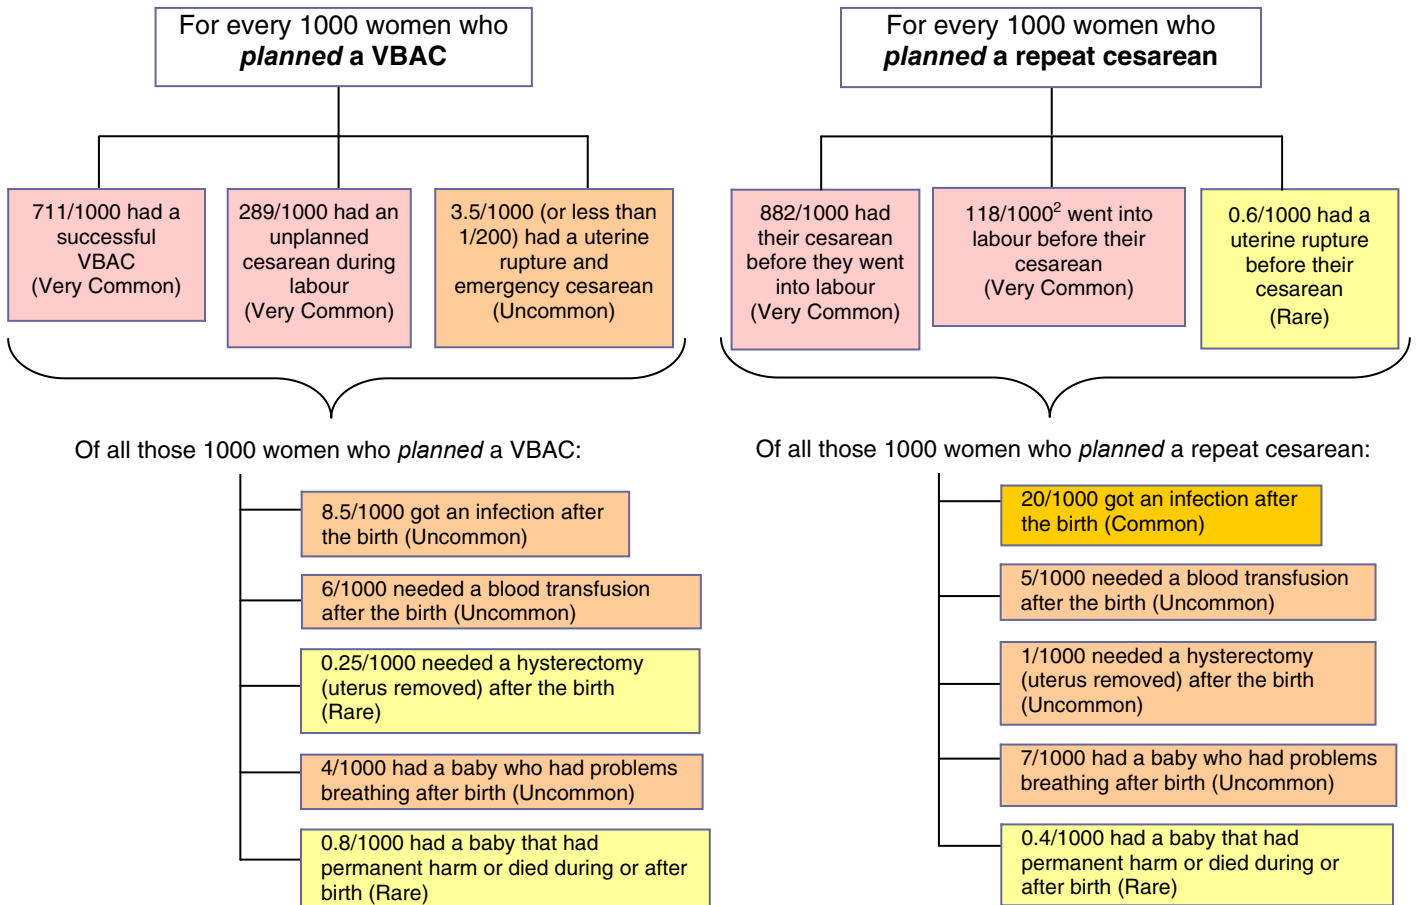 For every 1000 women who
planned a VBAC
711/1000 had a
successful
VBAC
(Very Common)
289/1000 had an
unplanned
cesarean during
labour
(Very Common)
3.5/1000 (or less than
1/200) had a uterine
rupture and
emergency cesarean
(Uncommon)
Of all those 1000 women who planned a VBAC:
8.5/1000 got an infection after
the birth (Uncommon)
6/1000 needed a blood transfusion
after the birth (Uncommon)
0.25/1000 needed a hysterectomy
(uterus removed) after the birth
(Rare)
4/1000 had a baby who had problems
breathing after birth (Uncommon)
0.8/1000 had a baby that had
permanent harm or died during or after
birth (Rare)
For every 1000 women who
planned a repeat cesarean
882/1000 had
their cesarean
before they went
into labour
(Very Common)
118/1000² went into
labour before their
cesarean
(Very Common)
0.6/1000 had a
uterine rupture
before their
cesarean
(Rare)
Of all those 1000 women who planned a repeat cesarean:
20/1000 got an infection after
the birth (Common)
5/1000 needed a blood transfusion
after the birth (Uncommon)
1/1000 needed a hysterectomy
(uterus removed) after the birth
(Uncommon)
7/1000 had a baby who had problems
breathing after birth (Uncommon)
0.4/1000 had a baby that had
permanent harm or died during or
after birth (Rare)